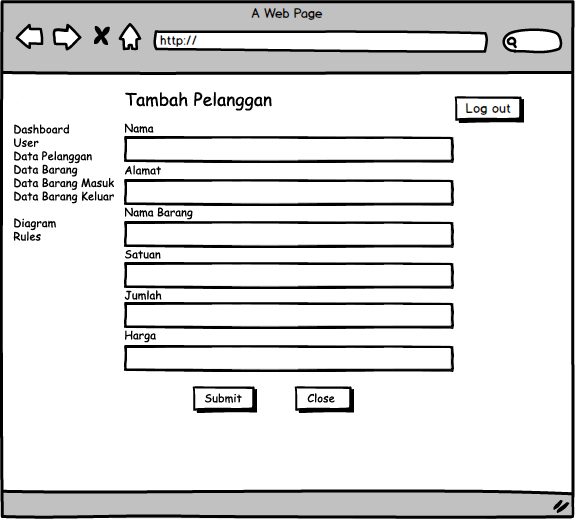 A Web Page
http://
Tambah Pelanggan
Log out
Dashboard
User
Data Pelanggan
Data Barang
Data Barang Masuk
Data Barang Keluar
Diagram
Rules
Nama
Alamat
Nama Barang
Satuan
Jumlah
Harga
Submit
Close